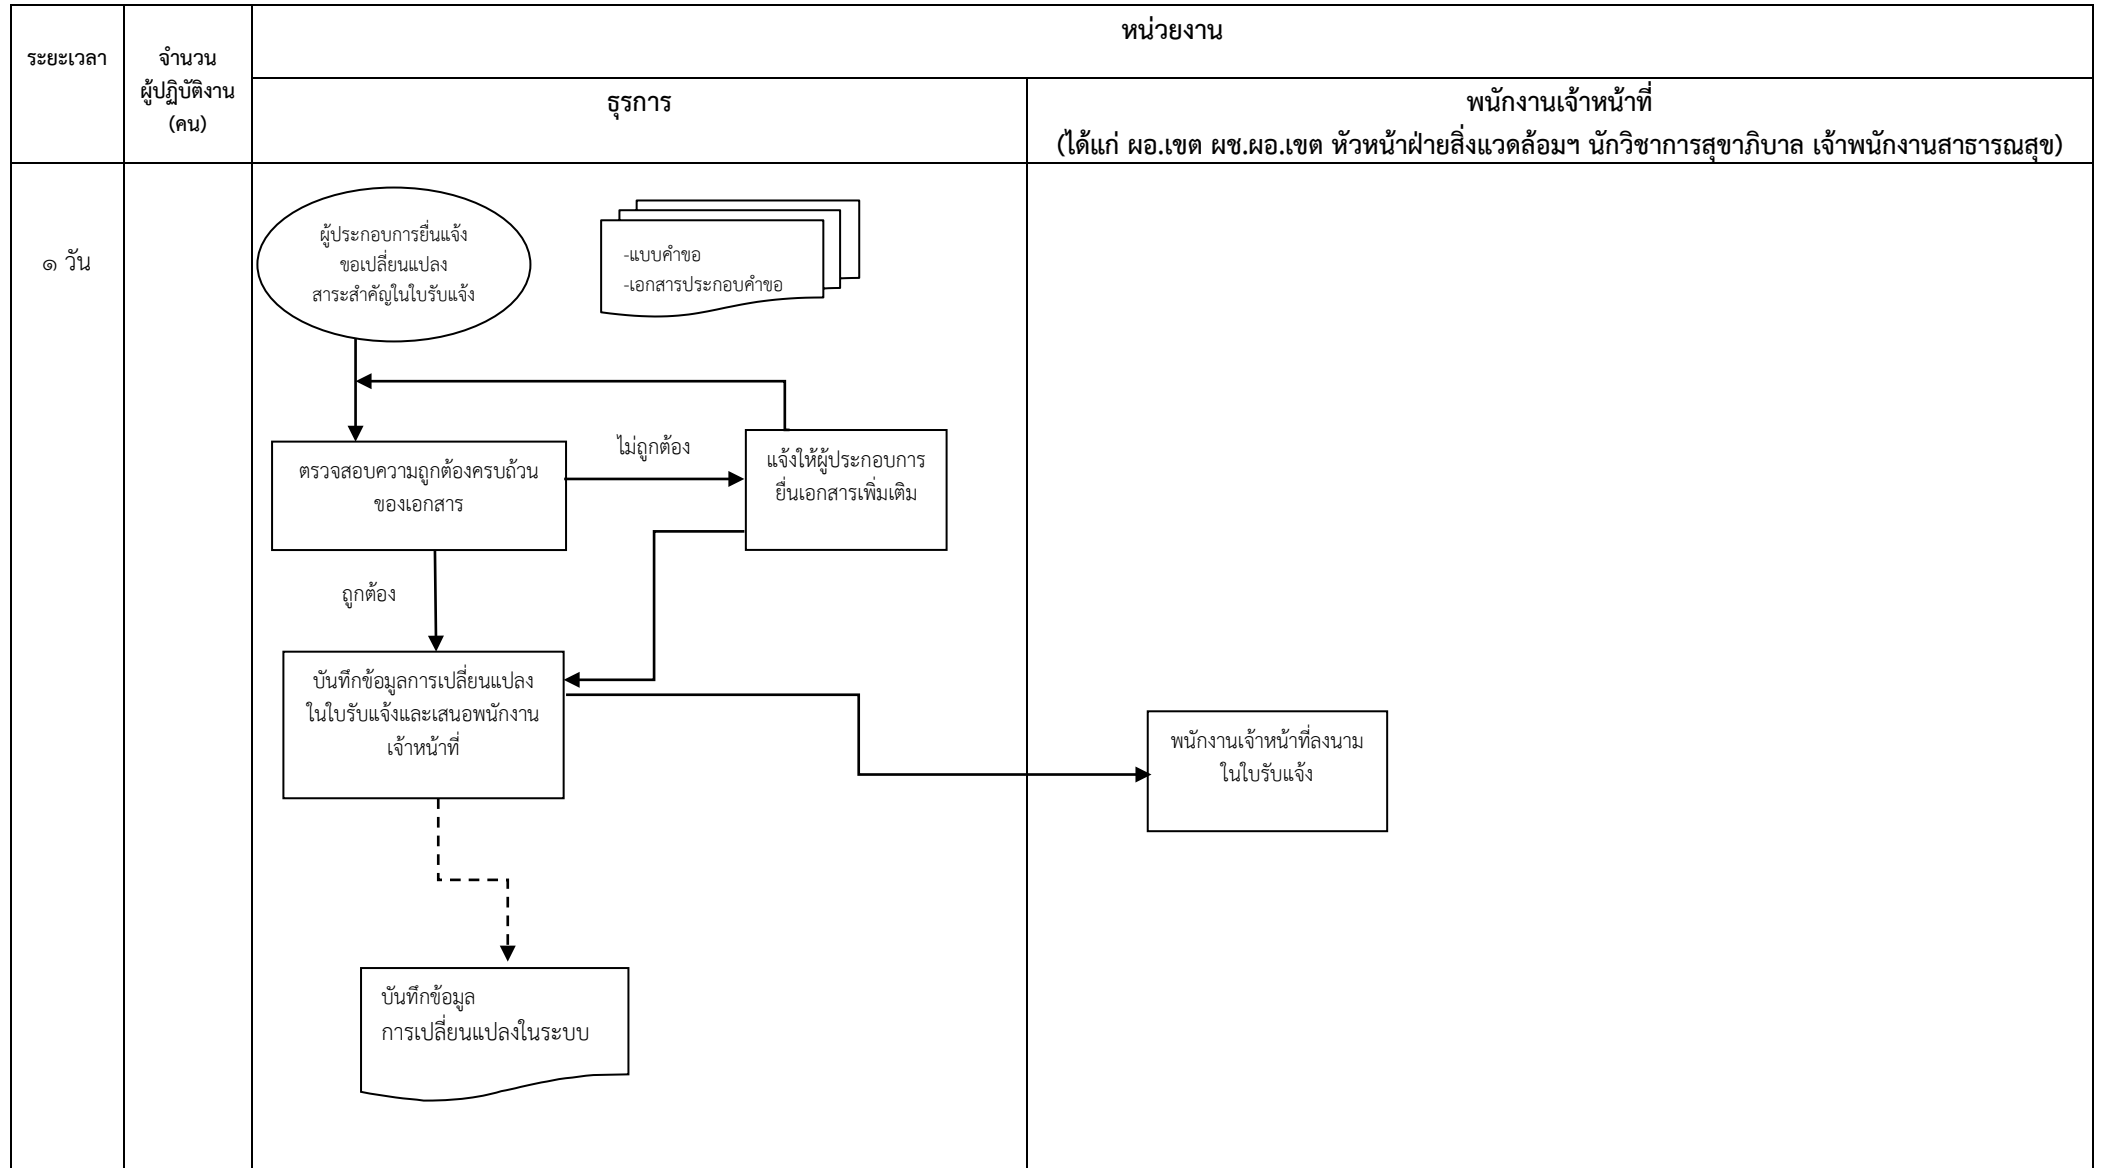 หน่วยงาน
ระยะเวลา
จำนวน
ผู้ปฏิบัติงาน
(คน)
ธุรการ
พนักงานเจ้าหน้าที่
(ได้แก่ ผอ.เขต ผช.ผอ.เขต หัวหน้าฝ่ายสิ่งแวดล้อมฯ นักวิชาการสุขาภิบาล เจ้าพนักงานสาธารณสุข)
๑ วัน
ผู้ประกอบการยื่นแจ้ง
ขอเปลี่ยนแปลง
สาระสำคัญในใบรับแจ้ง
-แบบคำขอ
-เอกสารประกอบคำขอ
ตรวจสอบความถูกต้องครบถ้วน
ของเอกสาร
ไม่ถูกต้อง
แจ้งให้ผู้ประกอบการ
ยื่นเอกสารเพิ่มเติม
ถูกต้อง
บันทึกข้อมูลการเปลี่ยนแปลง
ในใบรับแจ้งและเสนอพนักงาน
เจ้าหน้าที่
พนักงานเจ้าหน้าที่ลงนาม
ในใบรับแจ้ง
บันทึกข้อมูล
การเปลี่ยนแปลงในระบบ